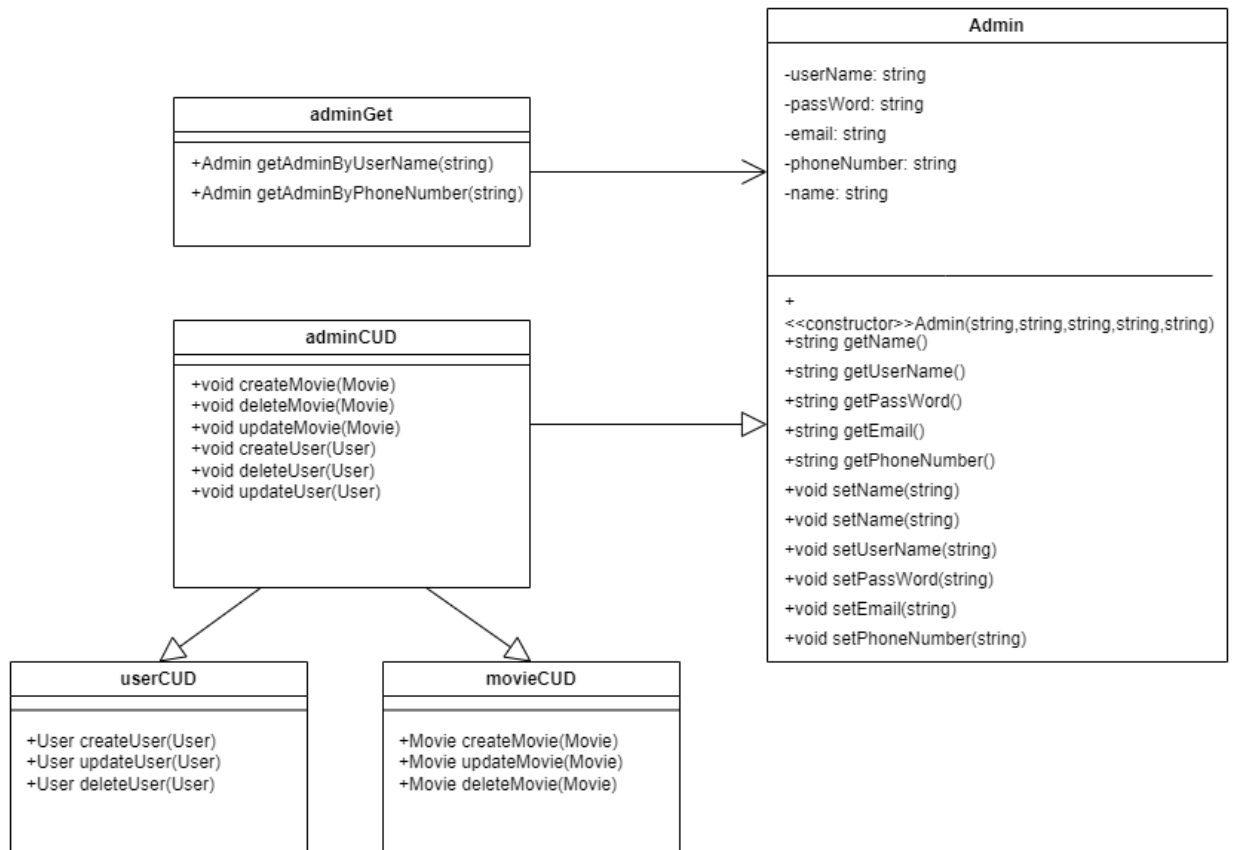 adminGet
+Admin getAdminByUserName(string)
+Admin getAdminByPhoneNumber(string)
Admin
-userName: string
-passWord: string
-email: string
-phoneNumber: string
-name: string
+
<<constructor>>Admin(string,string,string,string,string)
+string getName()
+string getUserName()
+string getPassWord()
+string getEmail()
+string getPhoneNumber()
+void setName(string)
+void setName(string)
+void setUserName(string)
+void setPassWord(string)
+void setEmail(string)
+void setPhoneNumber(string)
adminCUD
+void createMovie(Movie)
+void deleteMovie(Movie)
+void updateMovie(Movie)
+void createUser(User)
+void deleteUser(User)
+void updateUser(User)
userCUD
+User createUser(User)
+User updateUser(User)
+User deleteUser(User)
movieCUD
+Movie createMovie(Movie)
+Movie updateMovie(Movie)
+Movie deleteMovie(Movie)